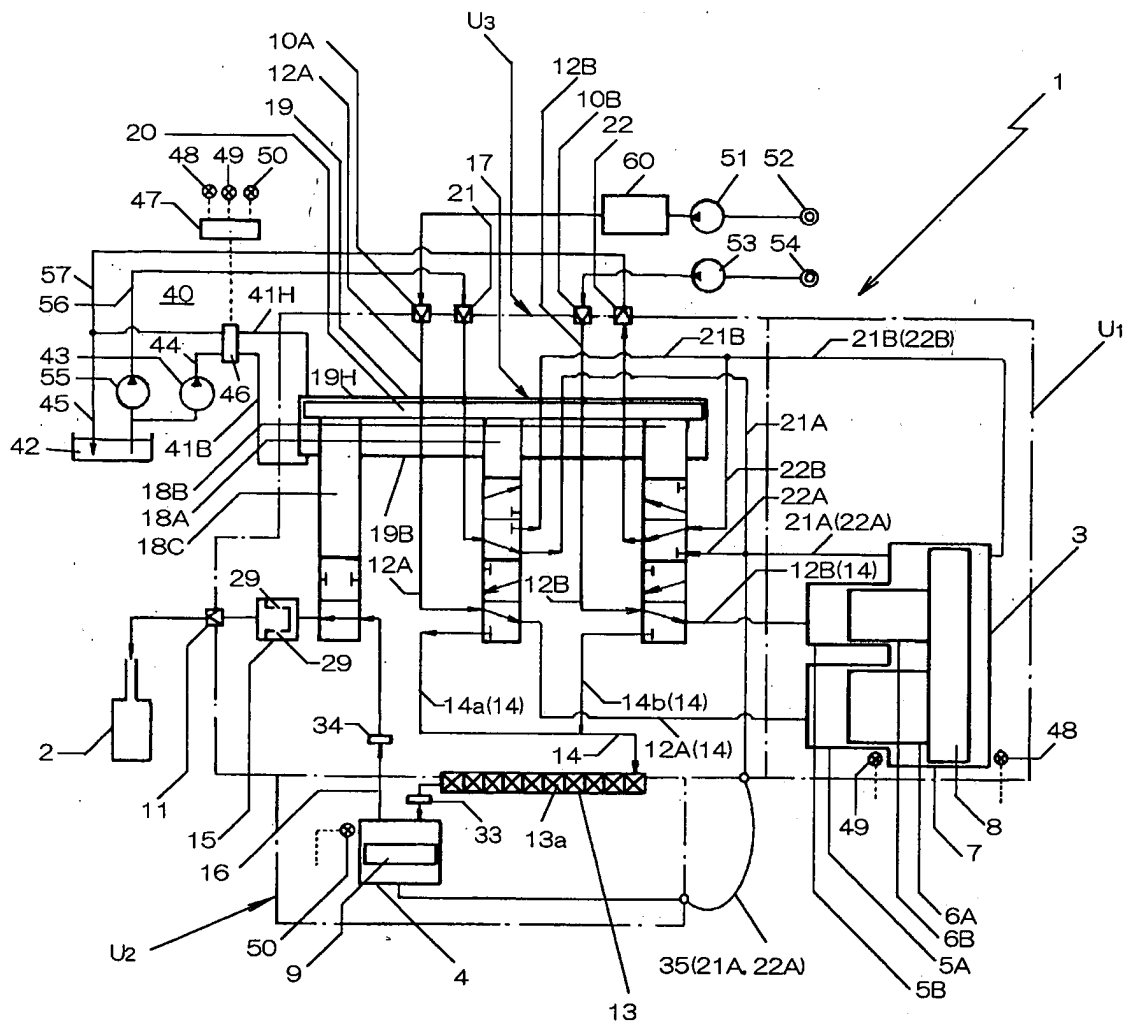 U3
10A
12A
19
20
12B
10B
22
1
17
21
60
51
52
48
49
50
47
53
54
57
56
40
41H
44
43
55
46
45
42
41B
19H
21B
21B(22B)
U1
21A
22B
22A
21A(22A)
3
18B
18A
18C
19B
12A
12B
12B(14)
29
29
14a(14)
14b(14)
34
14
12A(14)
2
11
15
16
33
13a
49
48
8
7
50
9
4
U2
35(21A, 22A)
13
6A
6B
5A
5B